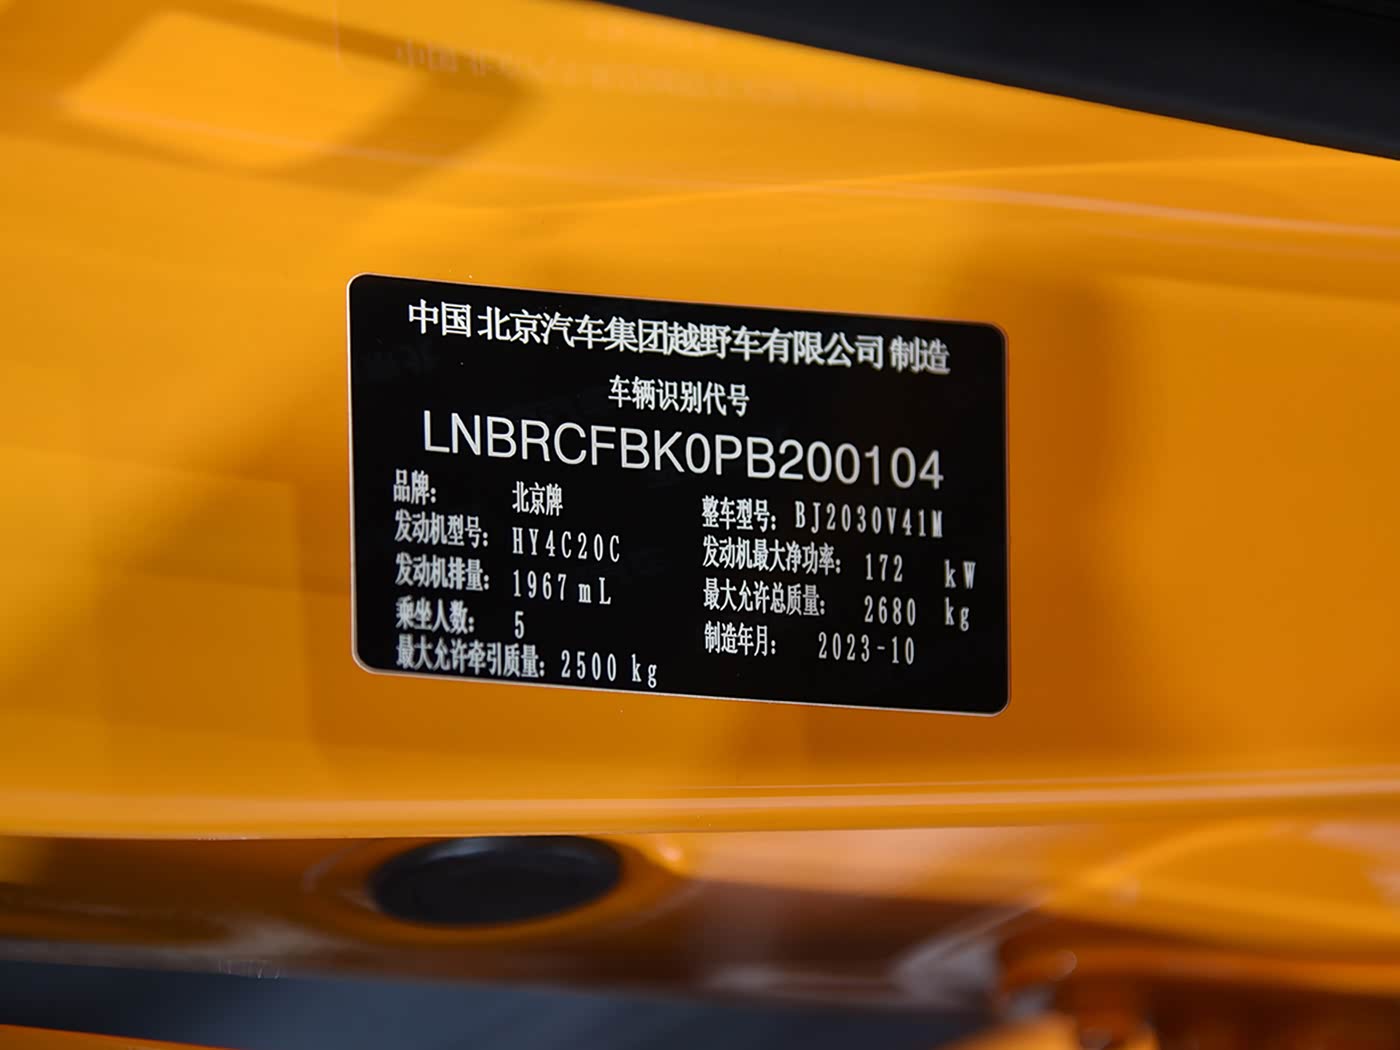 中国 北京汽车集团越野车有限公司 制造
车辆识别代号
LNBRCFBK0PB200104
品牌: 北京牌
整车型号: BJ2030V41M
发动机型号: HY4C20C
发动机最大净功率: 172 kW
发动机排量: 1967 mL
最大允许总质量: 2680 kg
乘坐人数: 5
制造年月: 2023-10
最大允许牵引质量: 2500 kg